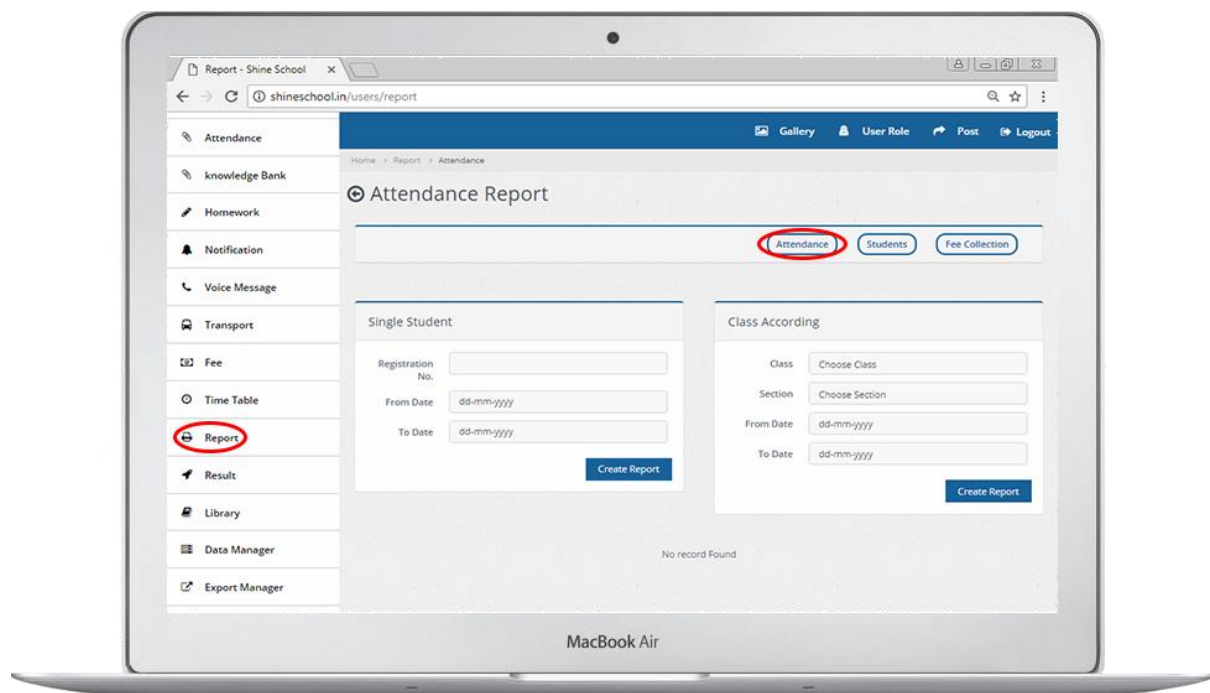 Report - Shine School
shineschool.in/users/report
Gallery User Role Post Logout
Attendance
knowledge Bank
Homework
Notification
Voice Message
Transport
Fee
Time Table
Report
Result
Library
Data Manager
Export Manager
Home > Report > Attendance
Attendance Report
Attendance Students Fee Collection
Single Student
Registration
No.
From Date dd-mm-yyyy
To Date dd-mm-yyyy
Create Report
Class According
Class Choose Class
Section Choose Section
From Date dd-mm-yyyy
To Date dd-mm-yyyy
Create Report
No record Found
MacBook Air